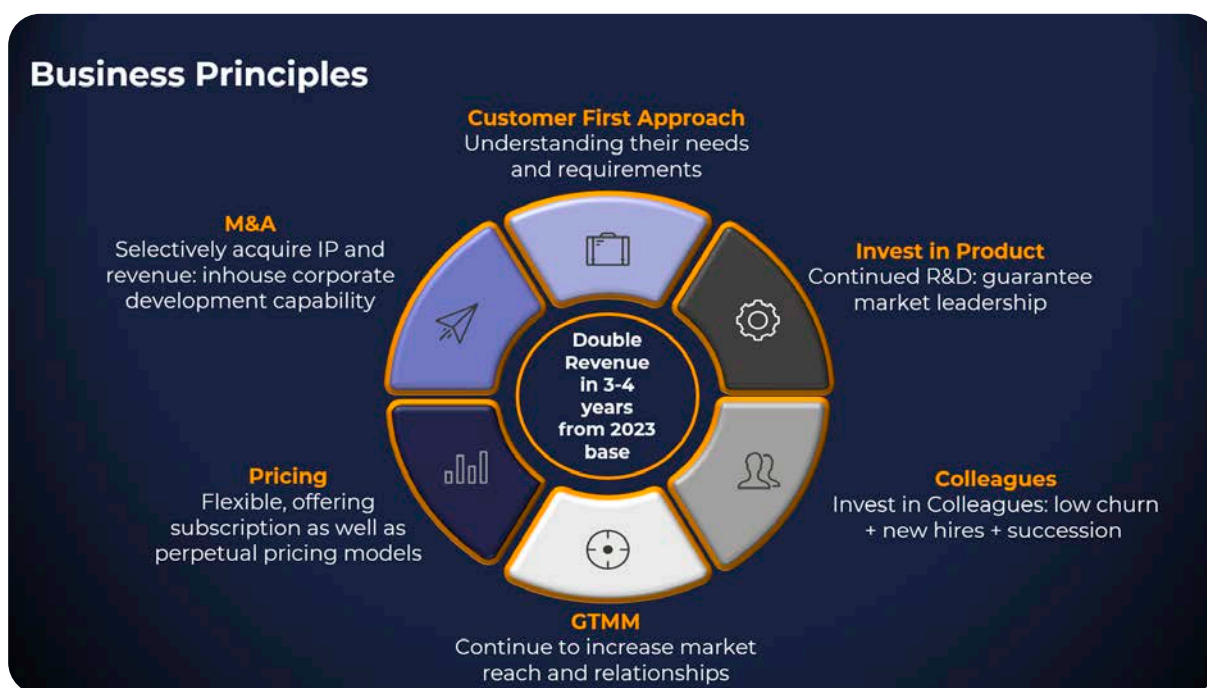 Business Principles
Customer First Approach
Understanding their needs
and requirements
M&A
Selectively acquire IP and
revenue: inhouse corporate
development capability
Invest in Product
Continued R&D: guarantee
market leadership
Double
Revenue
in 3-4
years
from 2023
base
Pricing
Flexible, offering
subscription as well as
perpetual pricing models
Colleagues
Invest in Colleagues: low churn
+ new hires + succession
GTMM
Continue to increase market
reach and relationships